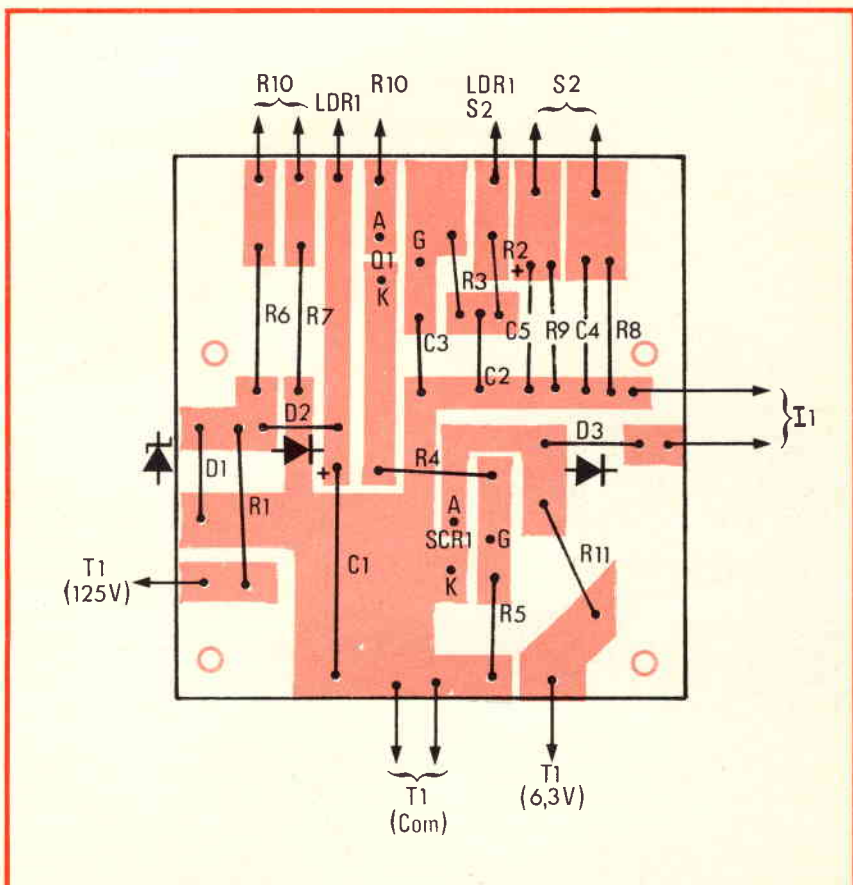 R10
LDR1
R10
LDR1
S2
S2
A
Q1
K
G
R3
R2
+
R6
R7
C3
C2
C5
R9
C4
R8
I1
D2
D3
D1
R1
+
R4
A
SCR1
G
K
C1
R5
R11
T1
(125V)
T1
(Com)
T1
(6,3V)